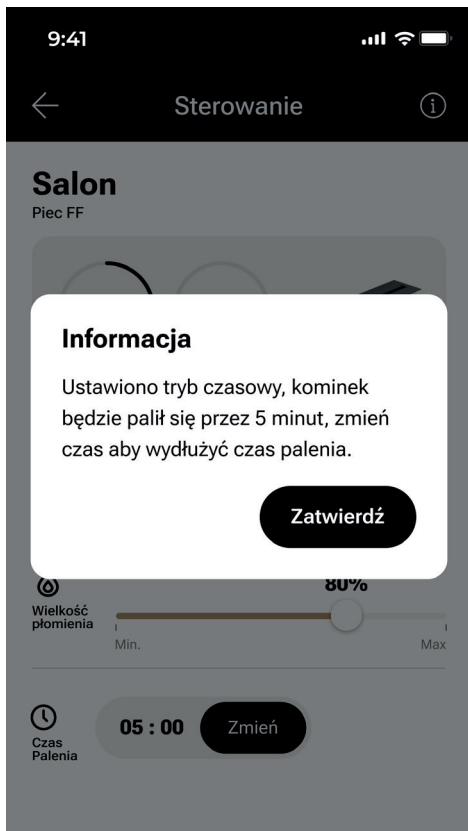 9:41
Sterowanie
Salon
Piec FF
Informacja
Ustawiono tryb czasowy, kominek
będzie palił się przez 5 minut, zmień
czas aby wydłużyć czas palenia.
Zatwierdź
80%
Wielkość
płomienia
Min.
Max
05 : 00
Zmień
Czas
Palenia